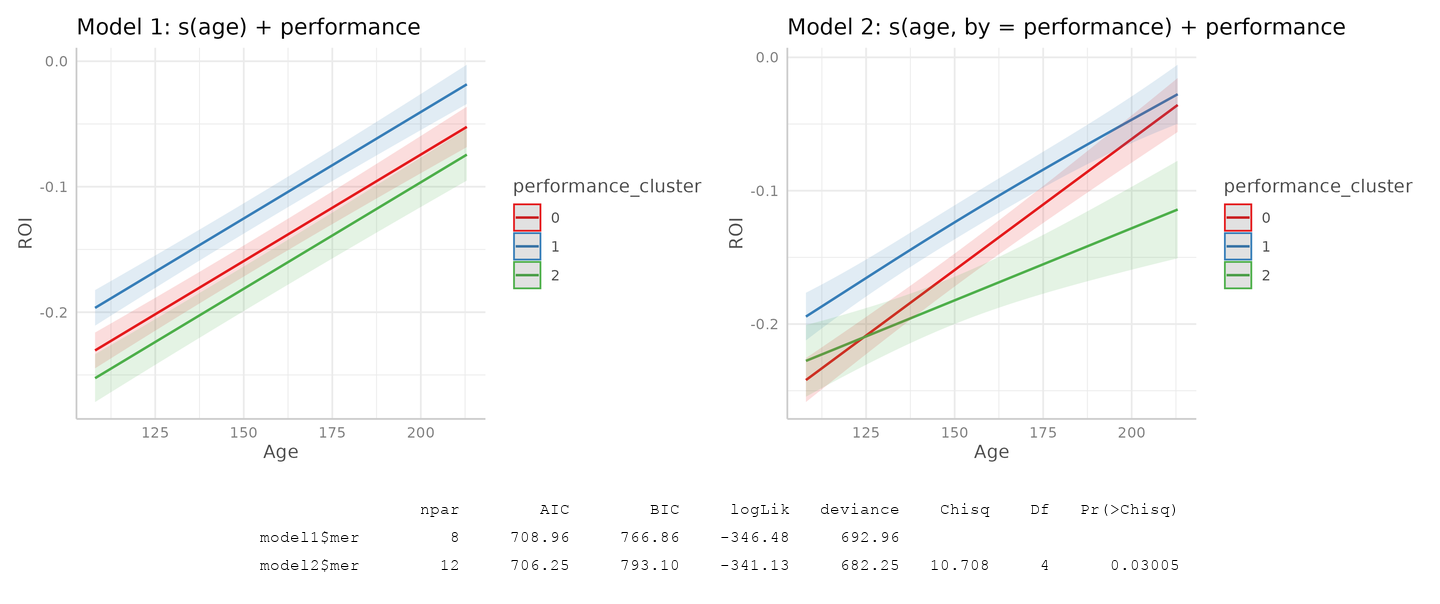 Model 1: s(age) + performance
0.0
-0.1
-0.2
ROI
125 150 175 200
Age
performance_cluster
0
1
2
Model 2: s(age, by = performance) + performance
0.0
-0.1
-0.2
ROI
125 150 175 200
Age
performance_cluster
0
1
2
npar AIC BIC logLik deviance Chisq Df Pr(>Chisq)
model1$mer 8 708.96 766.86 -346.48 692.96
model2$mer 12 706.25 793.10 -341.13 682.25 10.708 4 0.03005